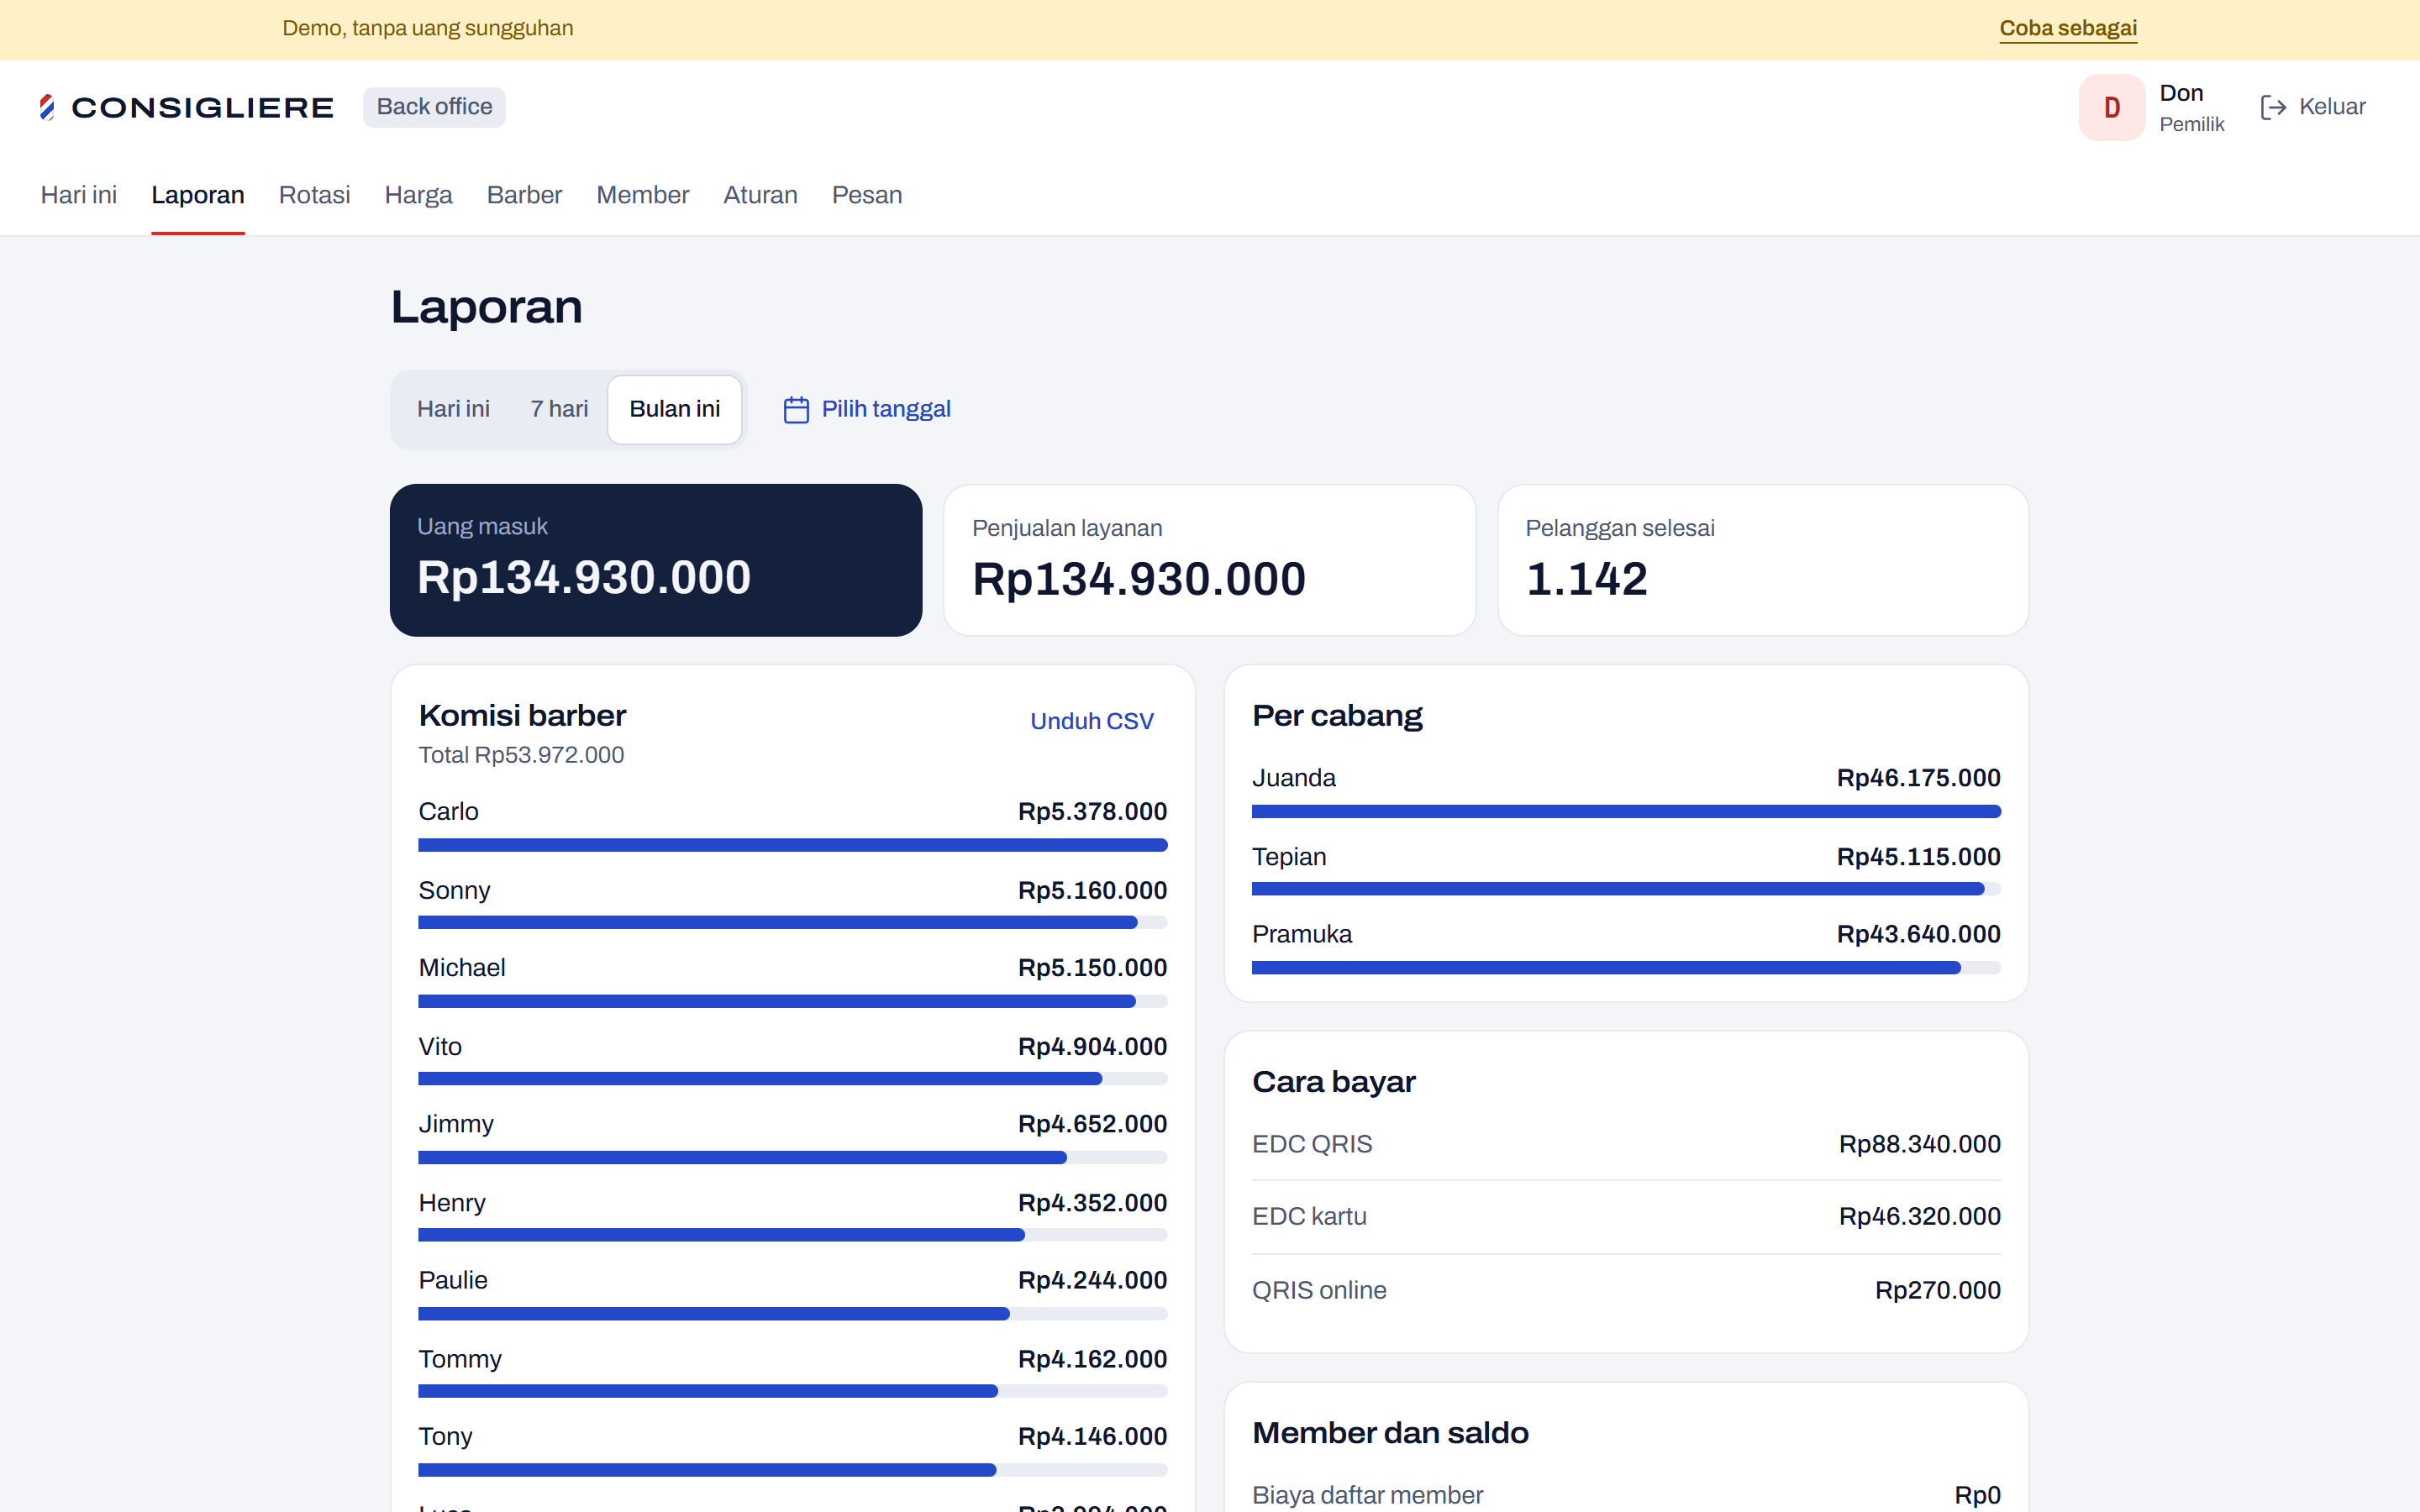 Demo, tanpa uang sungguhan
Coba sebagai
CONSIGLIERE
Back office
D
Don
Pemilik
Keluar
Hari ini
Laporan
Rotasi
Harga
Barber
Member
Aturan
Pesan
Laporan
Hari ini
7 hari
Bulan ini
Pilih tanggal
Uang masuk
Rp134.930.000
Penjualan layanan
Rp134.930.000
Pelanggan selesai
1.142
Komisi barber
Unduh CSV
Total Rp53.972.000
Carlo
Rp5.378.000
Sonny
Rp5.160.000
Michael
Rp5.150.000
Vito
Rp4.904.000
Jimmy
Rp4.652.000
Henry
Rp4.352.000
Paulie
Rp4.244.000
Tommy
Rp4.162.000
Tony
Rp4.146.000
Per cabang
Juanda
Rp46.175.000
Tepian
Rp45.115.000
Pramuka
Rp43.640.000
Cara bayar
EDC QRIS
Rp88.340.000
EDC kartu
Rp46.320.000
QRIS online
Rp270.000
Member dan saldo
Biaya daftar member
Rp0